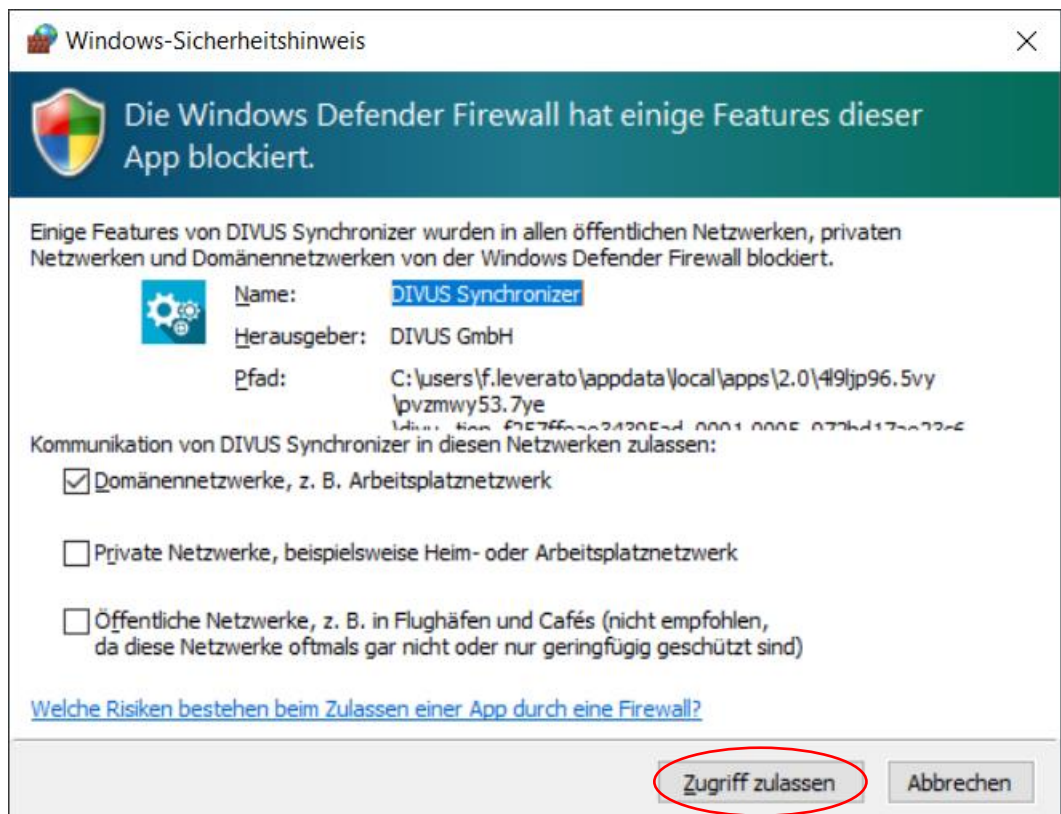 Windows-Sicherheitshinweis
Die Windows Defender Firewall hat einige Features dieser
App blockiert.
Einige Features von DIVUS Synchronizer wurden in allen öffentlichen Netzwerken, privaten
Netzwerken und Domänennetzwerken von der Windows Defender Firewall blockiert.
Name: DIVUS Synchronizer
Herausgeber: DIVUS GmbH
Pfad: C:\users\f.leverato\appdata\local\apps\2.0\4l9ljp96.5vy
\pvzmwy53.7ye
Kommunikation von DIVUS Synchronizer in diesen Netzwerken zulassen:
Domänennetzwerke, z. B. Arbeitsplatznetzwerk
Private Netzwerke, beispielsweise Heim- oder Arbeitsplatznetzwerk
Öffentliche Netzwerke, z. B. in Flughäfen und Cafés (nicht empfohlen,
da diese Netzwerke oftmals gar nicht oder nur geringfügig geschützt sind)
Welche Risiken bestehen beim Zulassen einer App durch eine Firewall?
Zugriff zulassen Abbrechen